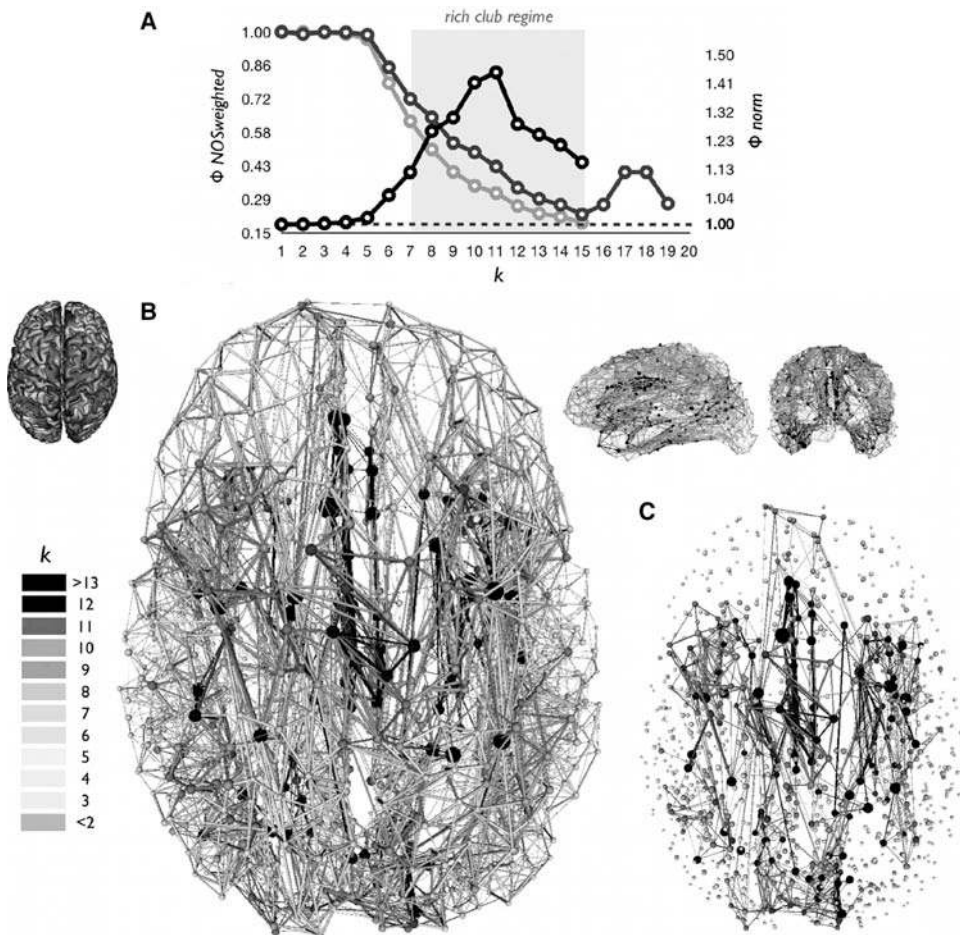 A
rich club regime
Φ NOSweighted
1.00
0.86
0.72
0.58
0.43
0.29
0.15
1.50
1.41
1.32
1.23
1.13
1.04
1.00
Φ norm
1 2 3 4 5 6 7 8 9 10 11 12 13 14 15 16 17 18 19 20
k
B
C
k
>13
12
11
10
9
8
7
6
5
4
3
<2